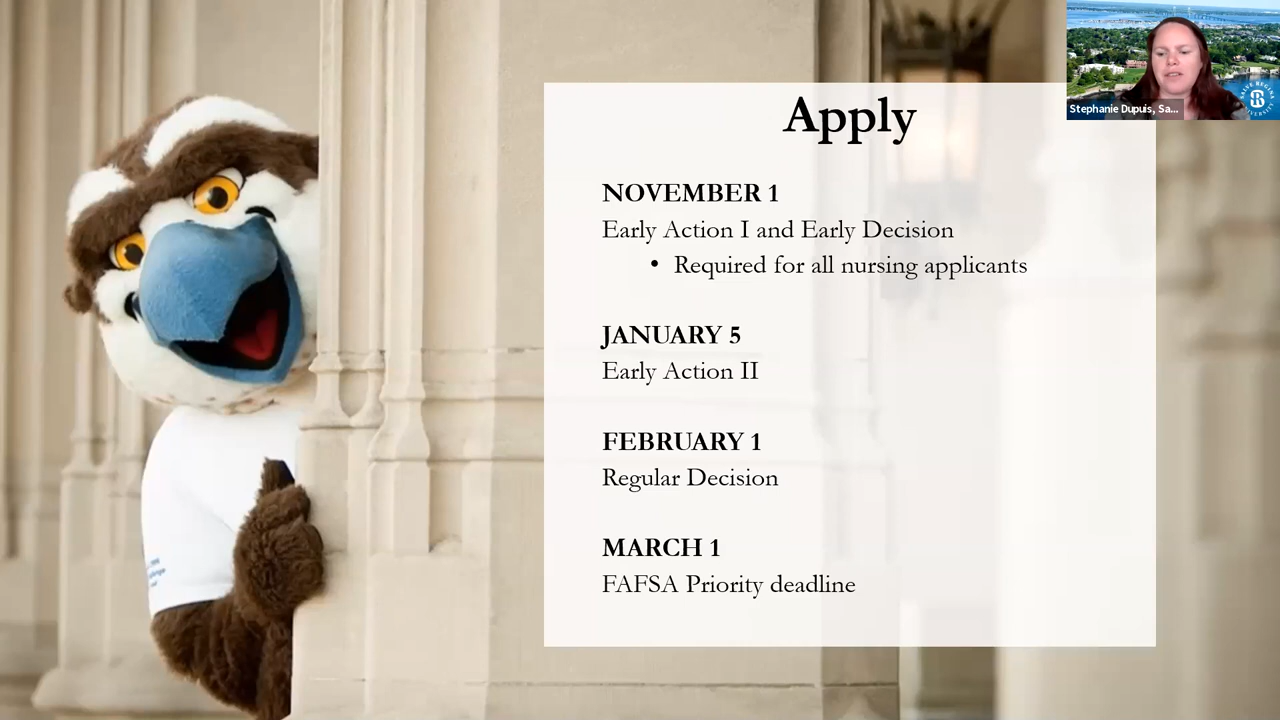 Apply
NOVEMBER 1
Early Action I and Early Decision
• Required for all nursing applicants
JANUARY 5
Early Action II
FEBRUARY 1
Regular Decision
MARCH 1
FAFSA Priority deadline
Stephanie Dupuis, Sa...